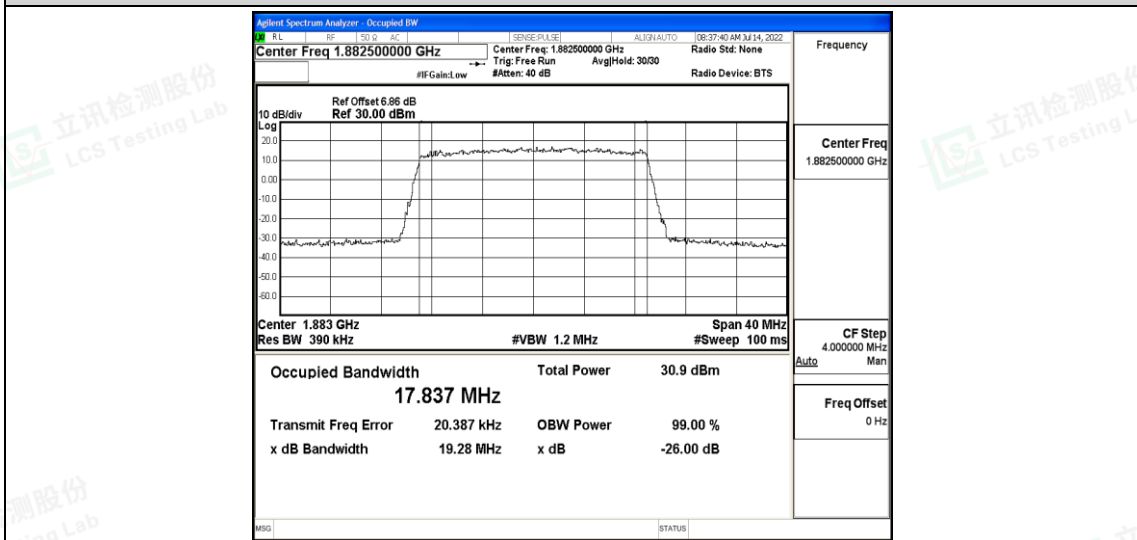 Agilent Spectrum Analyzer - Occupied BW
LXI RL RF 50 Ω AC SENSE:PULSE ALIGNAUTO 08:37:40 AM Jul 14, 2022
Center Freq 1.882500000 GHz
Center Freq: 1.882500000 GHz
Radio Std: None
Trig: Free Run Avg|Hold: 30/30
#IFGain:Low #Atten: 40 dB Radio Device: BTS
Frequency
Ref Offset 6.86 dB
10 dB/div Ref 30.00 dBm
Log
20.0
10.0
0.00
-10.0
-20.0
-30.0
-40.0
-50.0
-60.0
Center 1.883 GHz Span 40 MHz
Res BW 390 kHz #VBW 1.2 MHz #Sweep 100 ms
Occupied Bandwidth Total Power 30.9 dBm
17.837 MHz
Transmit Freq Error 20.387 kHz OBW Power 99.00 %
x dB Bandwidth 19.28 MHz x dB -26.00 dB
Center Freq
1.882500000 GHz
CF Step
4.000000 MHz
Auto Man
Freq Offset
0 Hz
MSG STATUS
立讯检测股份
LCS Testing Lab
立讯检测股份
LCS Testing L
测股份
ing Lab